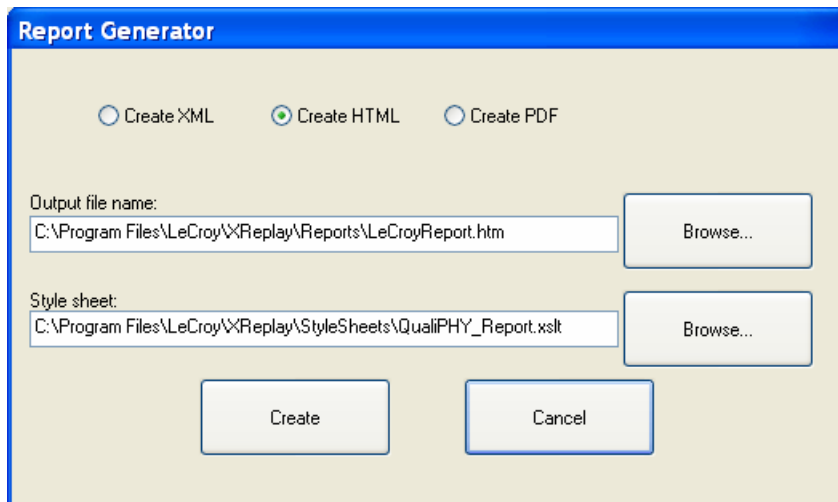 Report Generator
Create XML Create HTML Create PDF
Output file name:
C:\Program Files\LeCroy\XReplay\Reports\LeCroyReport.htm Browse...
Style sheet:
C:\Program Files\LeCroy\XReplay\StyleSheets\QualiPHY_Report.xslt Browse...
Create Cancel